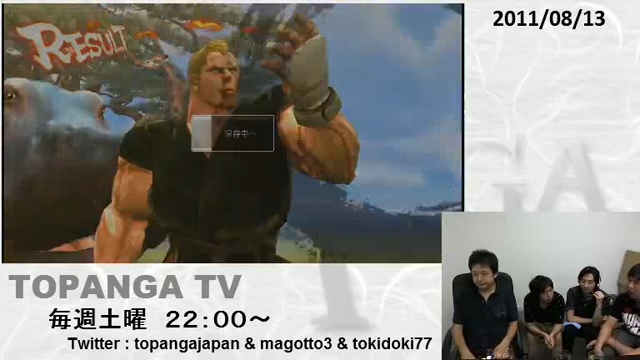 2011/08/13
RESULT
保存中~
TOPANGA TV
毎週土曜 22:00~
Twitter : topangajapan & magotto3 & tokidoki77